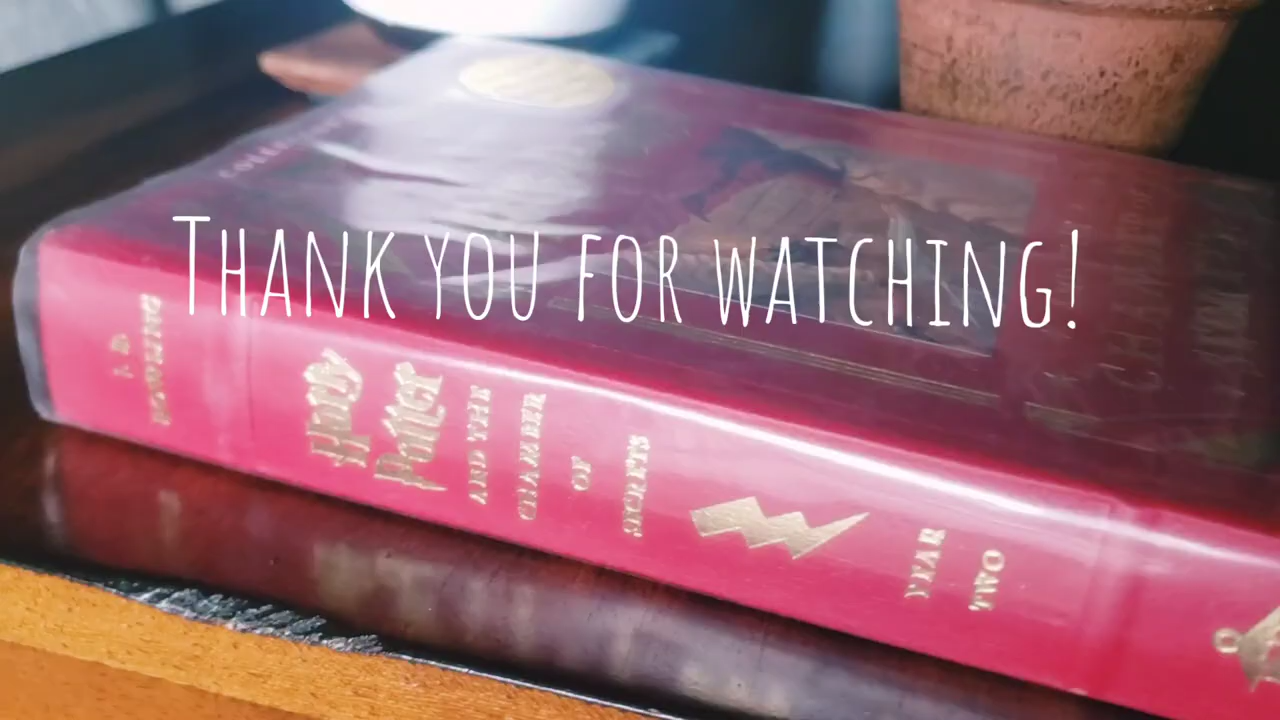 Thank you for watching!
J. K.
ROWLING
Harry
Potter
AND THE
CHAMBER
OF
SECRETS
YEAR
TWO